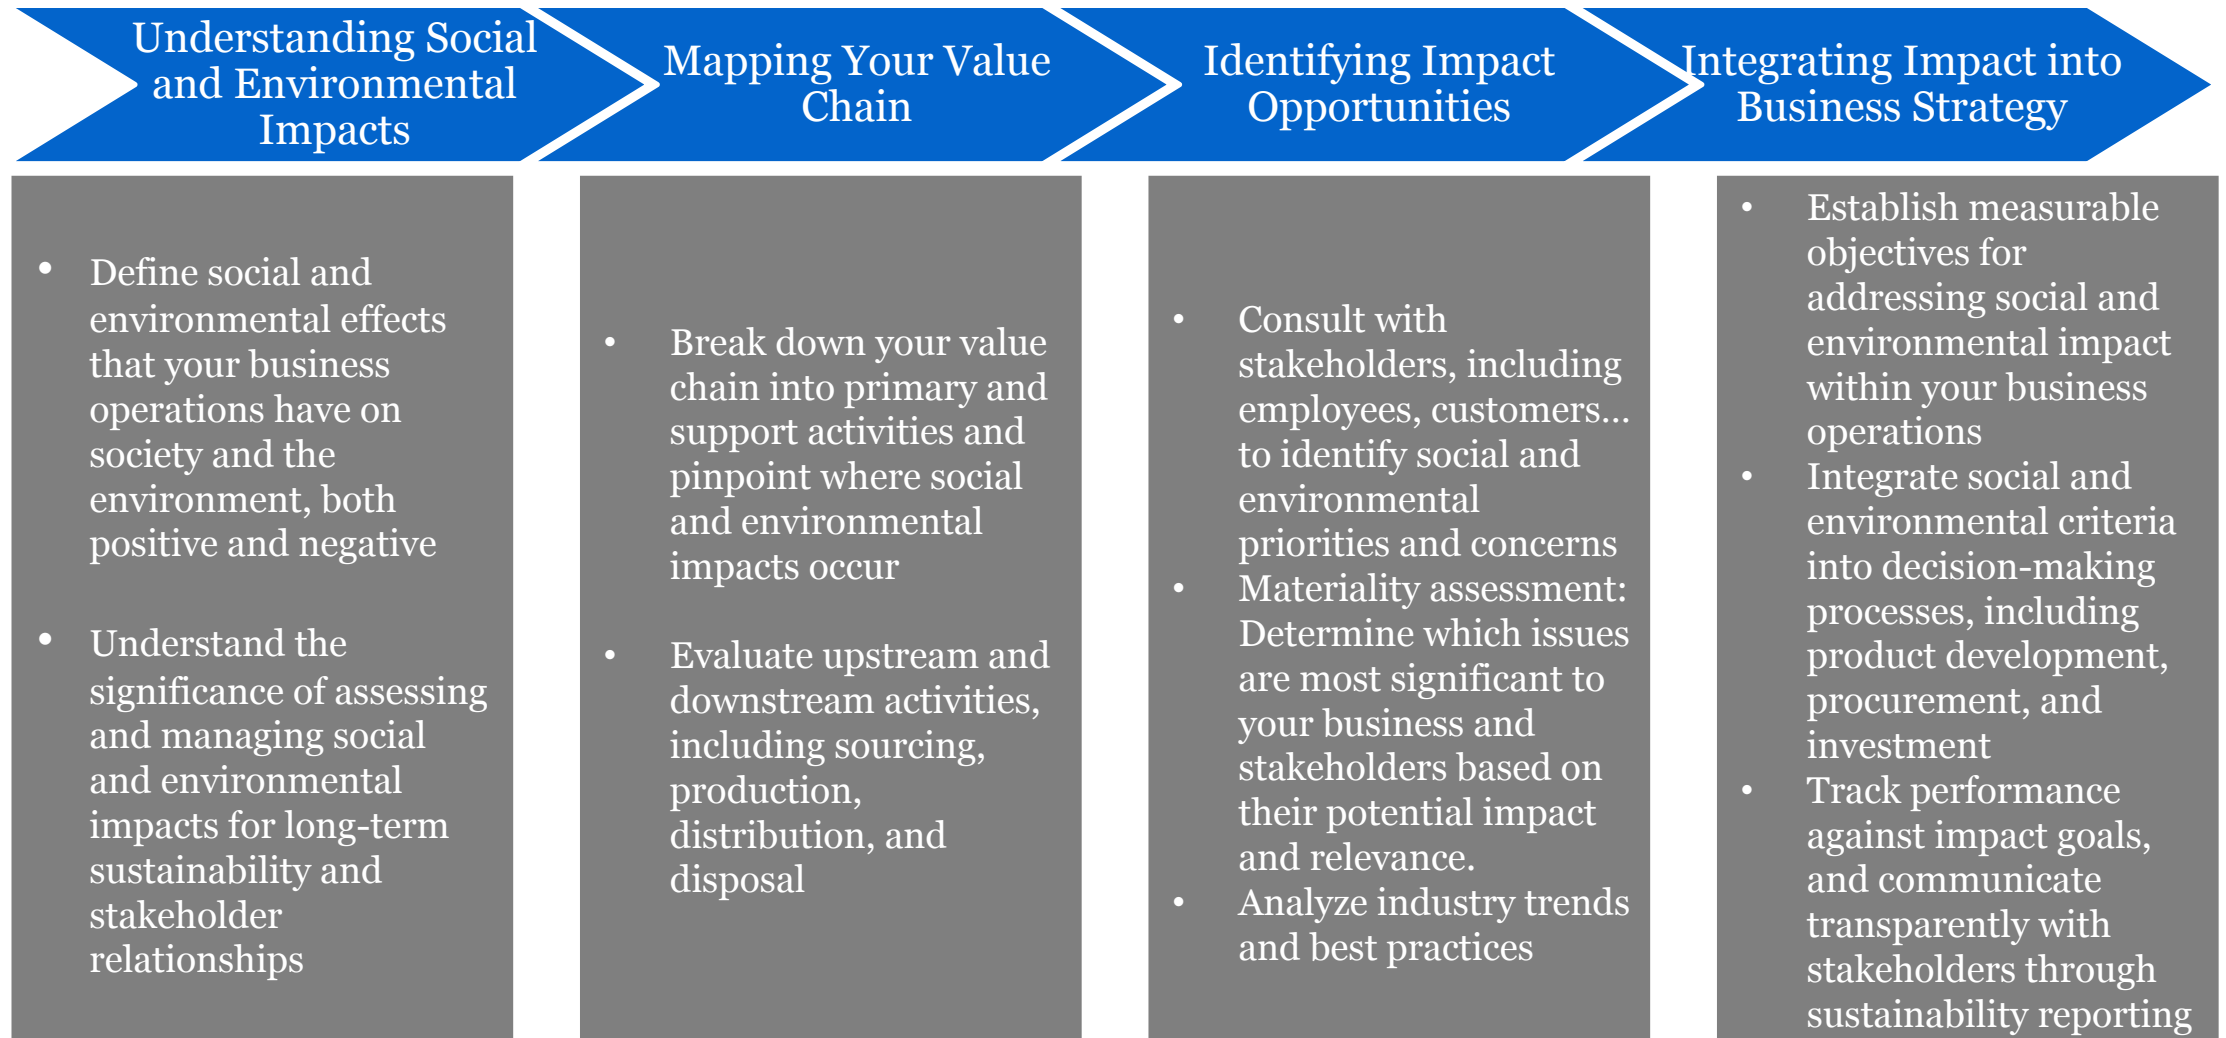 Understanding Social
and Environmental
Impacts
Mapping Your Value
Chain
Identifying Impact
Opportunities
Integrating Impact into
Business Strategy
• Define social and
environmental effects
that your business
operations have on
society and the
environment, both
positive and negative
• Understand the
significance of assessing
and managing social
and environmental
impacts for long-term
sustainability and
stakeholder
relationships
• Break down your value
chain into primary and
support activities and
pinpoint where social
and environmental
impacts occur
• Evaluate upstream and
downstream activities,
including sourcing,
production,
distribution, and
disposal
• Consult with
stakeholders, including
employees, customers...
to identify social and
environmental
priorities and concerns
• Materiality assessment:
Determine which issues
are most significant to
your business and
stakeholders based on
their potential impact
and relevance.
• Analyze industry trends
and best practices
• Establish measurable
objectives for
addressing social and
environmental impact
within your business
operations
• Integrate social and
environmental criteria
into decision-making
processes, including
product development,
procurement, and
investment
• Track performance
against impact goals,
and communicate
transparently with
stakeholders through
sustainability reporting